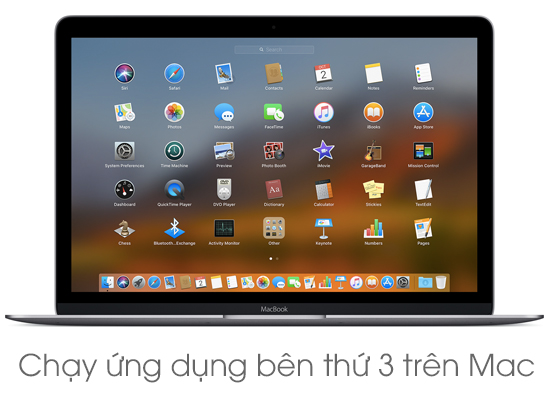 Search
Siri Safari Mail Contacts Calendar Notes Reminders
Maps Photos Messages FaceTime iTunes iBooks App Store
System Preferences Time Machine Preview Photo Booth iMovie GarageBand Mission Control
Dashboard QuickTime Player DVD Player Dictionary Calculator Stickies TextEdit
Chess Bluetooth...Exchange Activity Monitor Other Keynote Numbers Pages
MacBook
Chạy ứng dụng bên thứ 3 trên Mac